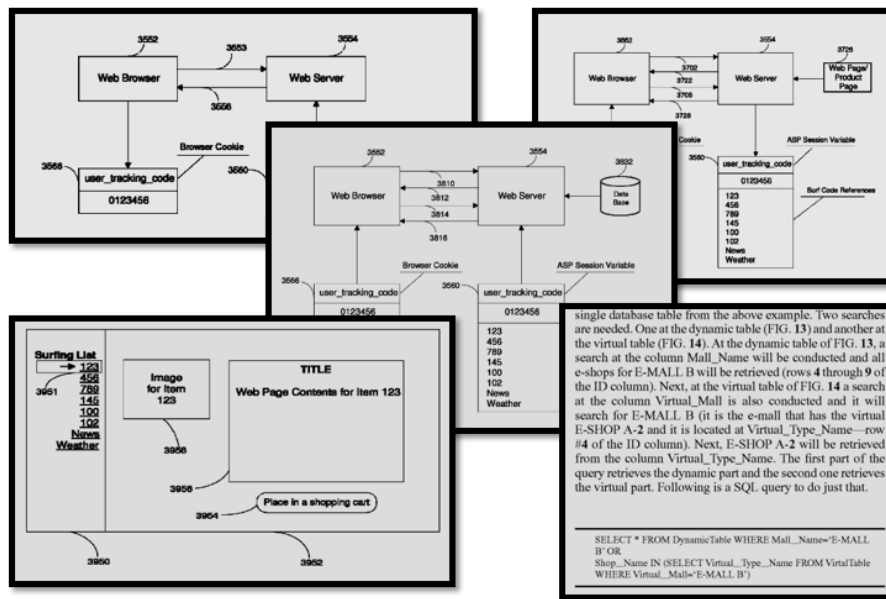 3552
3553
3554
Web Browser
Web Server
3556
3568
Browser Cookie
3560
user_tracking_code
0123456
3554
3726
3702
3722
3706
3728
Web Browser
Web Server
Web Page/
Product
Page
Cookie
3560
ASP Session Variable
user_tracking_code
0123456
123
456
789
145
100
102
News
Weather
Surf Code References
3552
3554
3832
3810
3812
3814
3816
Web Browser
Web Server
Data
Base
Browser Cookie
ASP Session Variable
3560
user_tracking_code
0123456
user_tracking_code
0123456
123
456
789
145
100
102
News
Weather
Surfing List
123
456
789
145
100
102
News
Weather
3951
Image
for Item
123
3958
TITLE
Web Page Contents for Item 123
3956
Place in a shopping cart
3954
3950
3952
single database table from the above example. Two searches
are needed. One at the dynamic table (FIG. 13) and another at
the virtual table (FIG. 14). At the dynamic table of FIG. 13, a
search at the column Mall_Name will be conducted and all
e-shops for E-MALL B will be retrieved (rows 4 through 9 of
the ID column). Next, at the virtual table of FIG. 14 a search
at the column Virtual_Mall is also conducted and it will
search for E-MALL B (it is the e-mall that has the virtual
E-SHOP A-2 and it is located at Virtual_Type_Name—row
#4 of the ID column). Next, E-SHOP A-2 will be retrieved
from the column Virtual_Type_Name. The first part of the
query retrieves the dynamic part and the second one retrieves
the virtual part. Following is a SQL query to do just that.
SELECT * FROM DynamicTable WHERE Mall_Name='E-MALL
B' OR
Shop_Name IN (SELECT Virtual_Type_Name FROM VirtalTable
WHERE Virtual_Mall='E-MALL B')